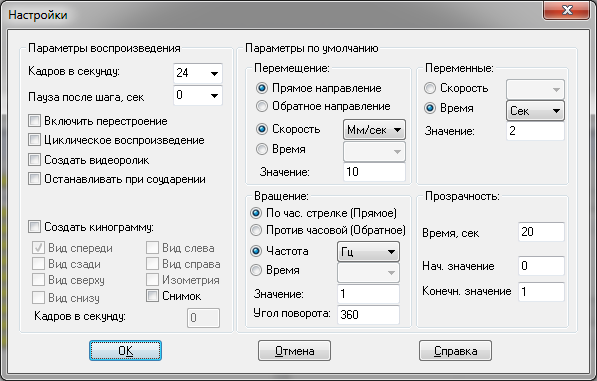 Настройки
Параметры воспроизведения
Кадров в секунду: 24
Пауза после шага, сек 0
Включить перестроение
Циклическое воспроизведение
Создать видеоролик
Останавливать при соударении
Создать кинограмму:
Вид спереди Вид слева
Вид сзади Вид справа
Вид сверху Изометрия
Вид снизу Снимок
Кадров в секунду: 0
Параметры по умолчанию
Перемещение:
Прямое направление
Обратное направление
Скорость Мм/сек
Время
Значение: 10
Переменные:
Скорость
Время Сек
Значение: 2
Вращение:
По час. стрелке (Прямое)
Против часовой (Обратное)
Частота Гц
Время
Значение: 1
Угол поворота: 360
Прозрачность:
Время, сек 20
Нач. значение 0
Конечн. значение 1
OK Отмена Справка